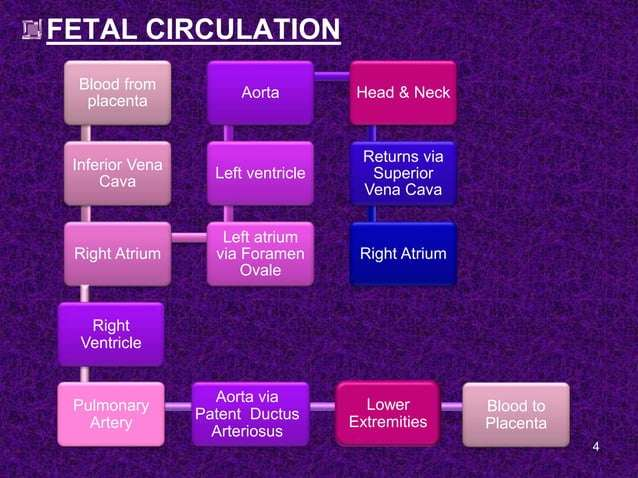 FETAL CIRCULATION
Blood from
placenta
Inferior Vena
Cava
Right Atrium
Right
Ventricle
Pulmonary
Artery
Aorta
Left ventricle
Left atrium
via Foramen
Ovale
Aorta via
Patent Ductus
Arteriosus
Head & Neck
Returns via
Superior
Vena Cava
Right Atrium
Lower
Extremities
Blood to
Placenta
4